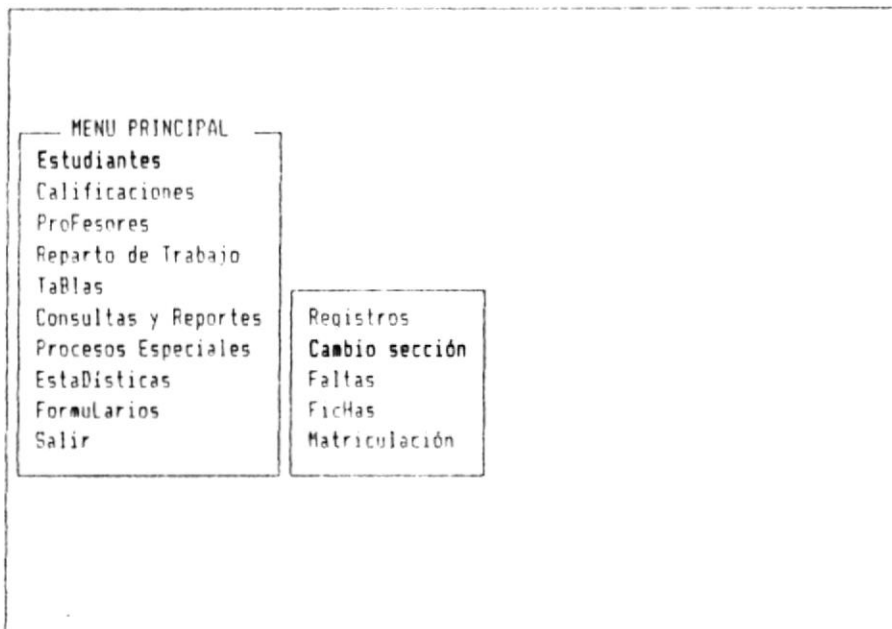 MENU PRINCIPAL
Estudiantes
Calificaciones
ProFesores
Reparto de Trabajo
TaBlas
Consultas y Reportes
Procesos Especiales
EstaDísticas
FormuLarios
Salir
Registros
Cambio sección
Faltas
FicHas
Matriculación